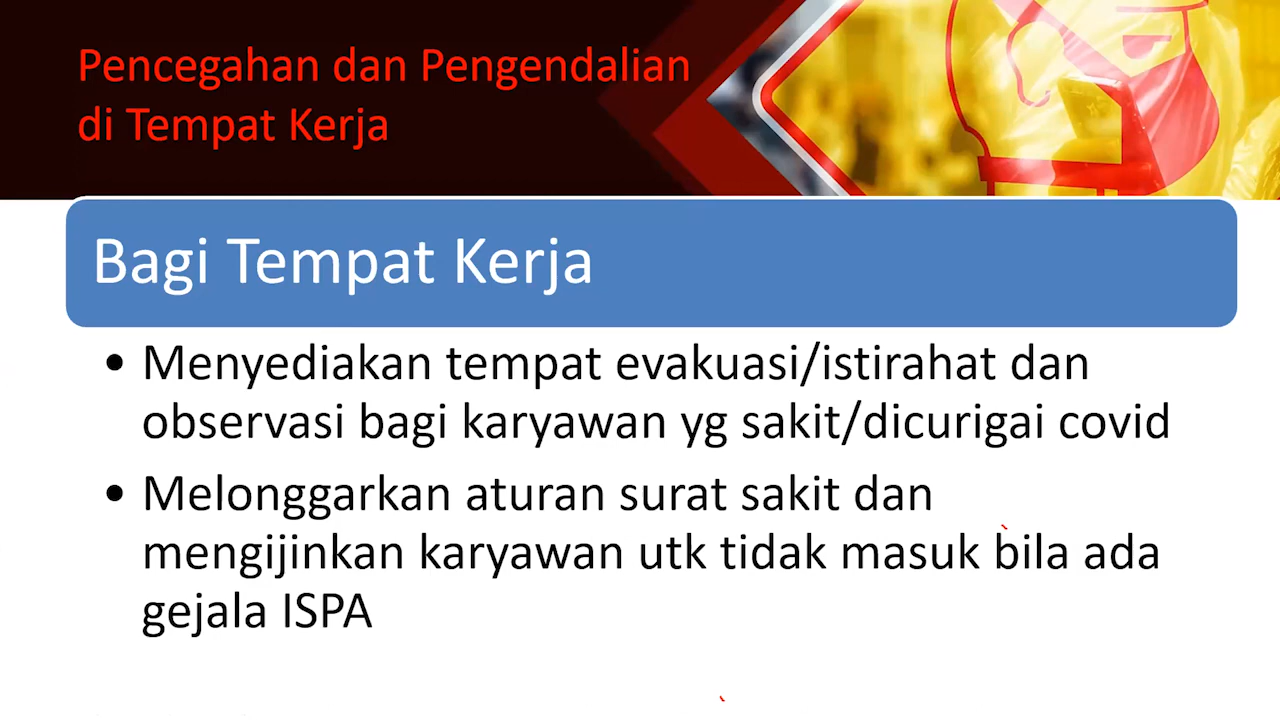 Pencegahan dan Pengendalian
di Tempat Kerja
Bagi Tempat Kerja
• Menyediakan tempat evakuasi/istirahat dan
observasi bagi karyawan yg sakit/dicurigai covid
• Melonggarkan aturan surat sakit dan
mengijinkan karyawan utk tidak masuk bila ada
gejala ISPA